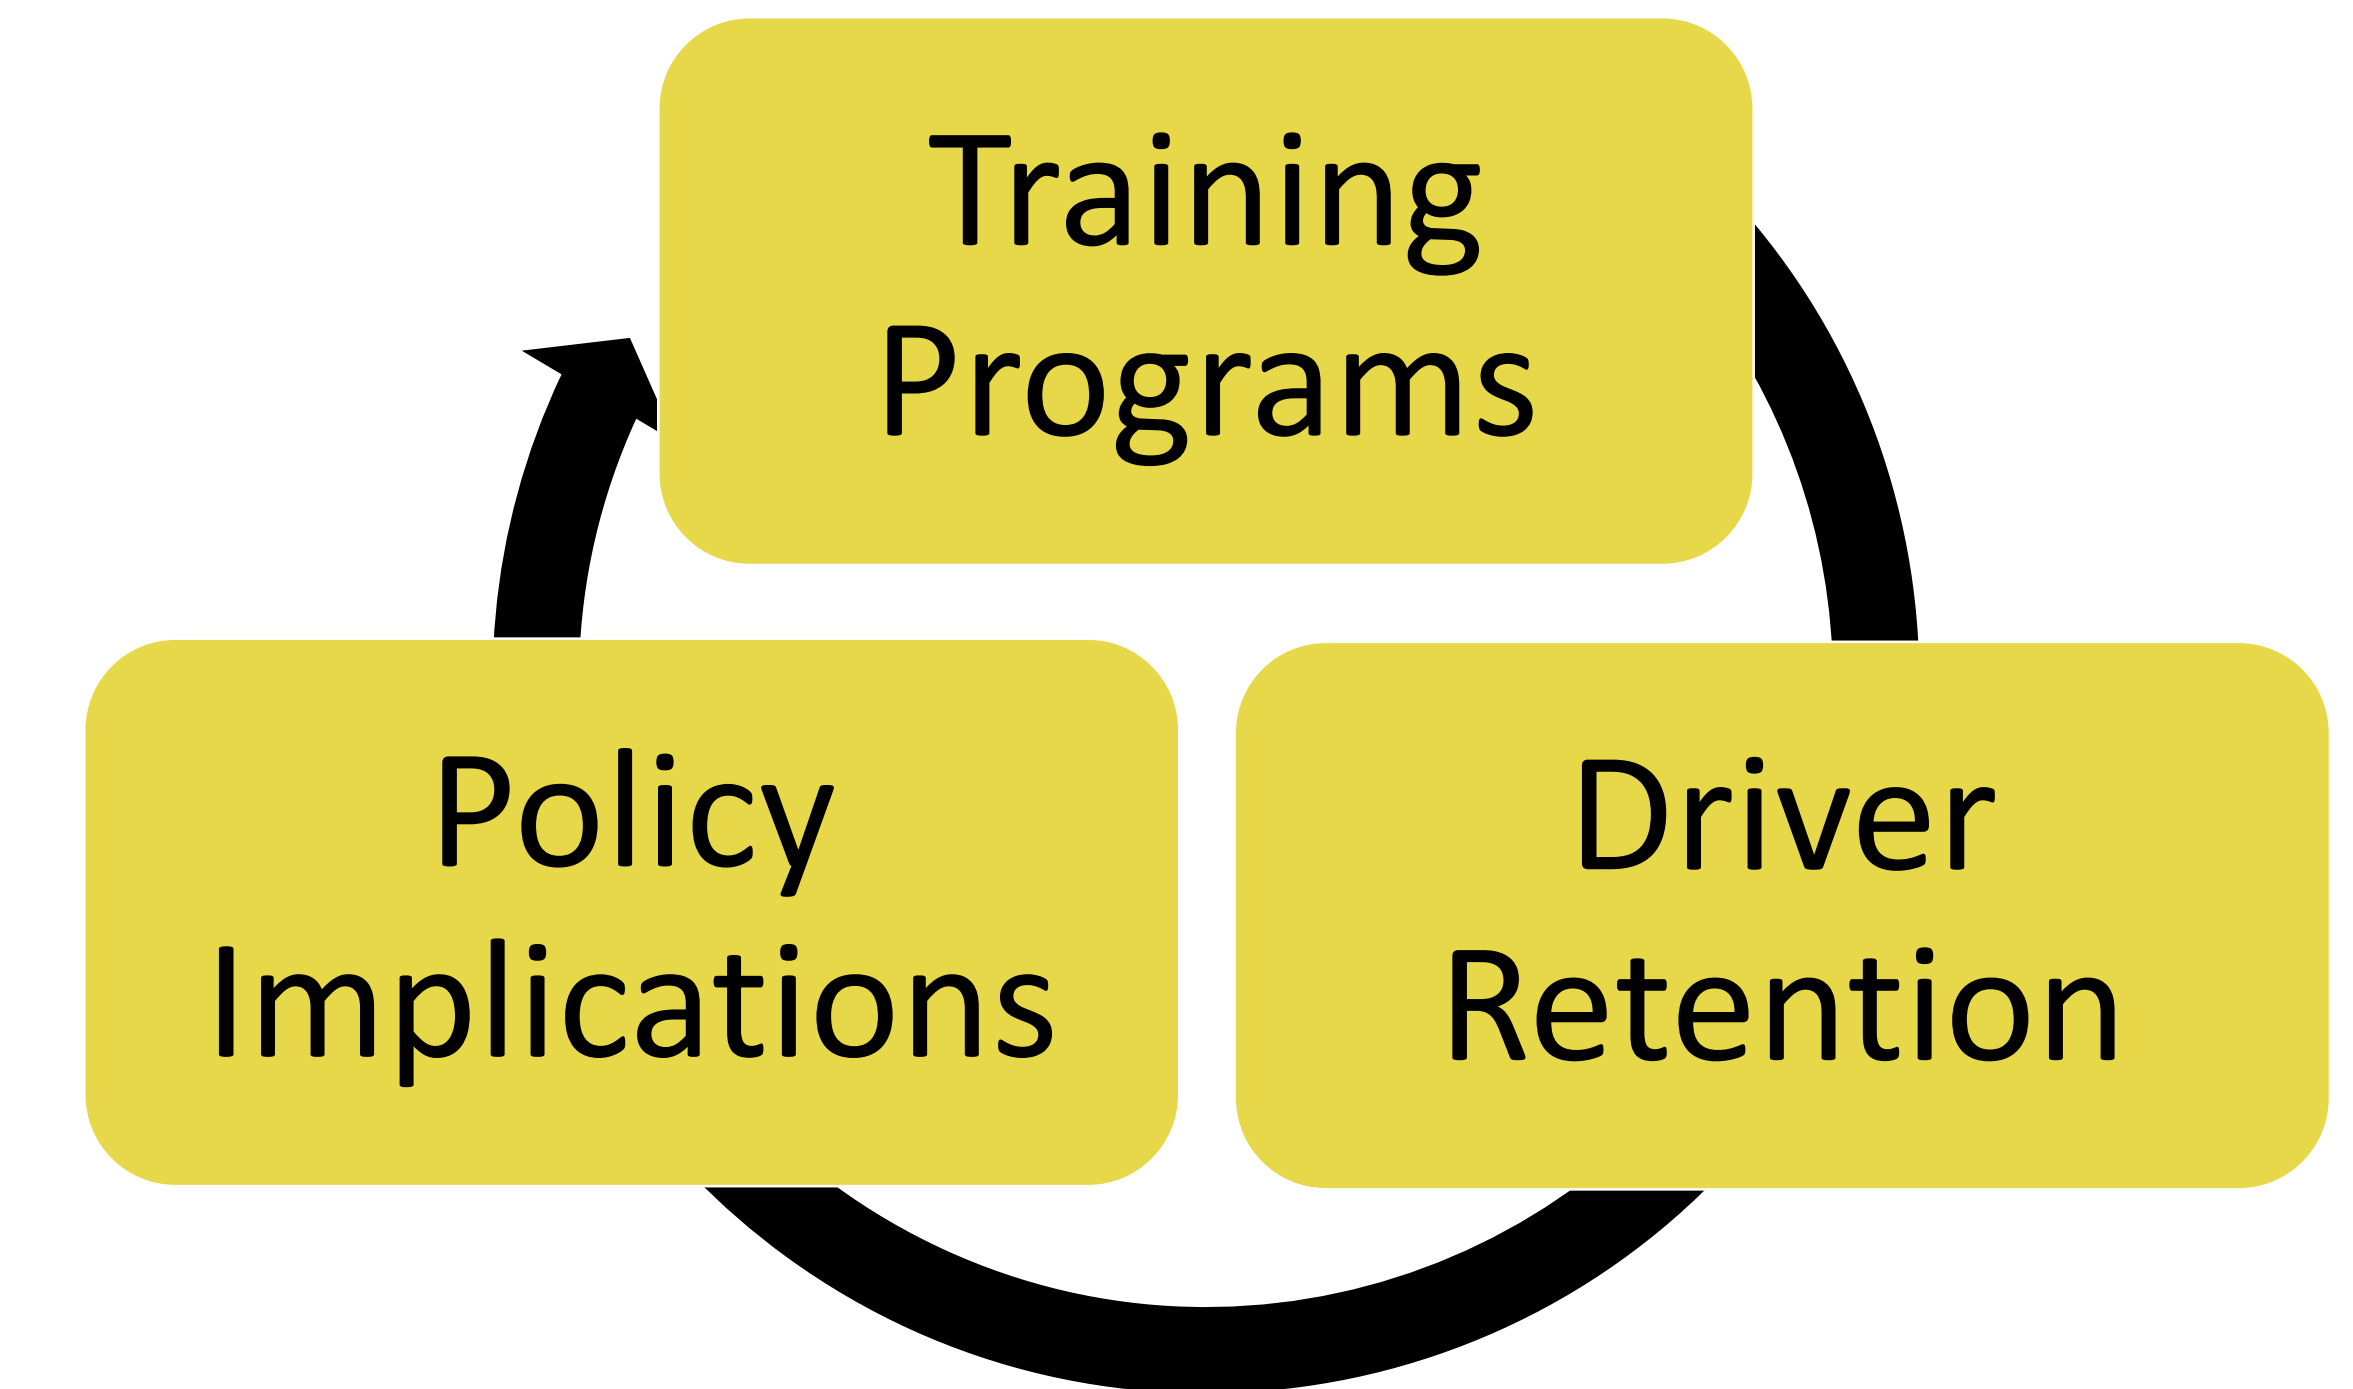 Training
Programs
Policy
Implications
Driver
Retention